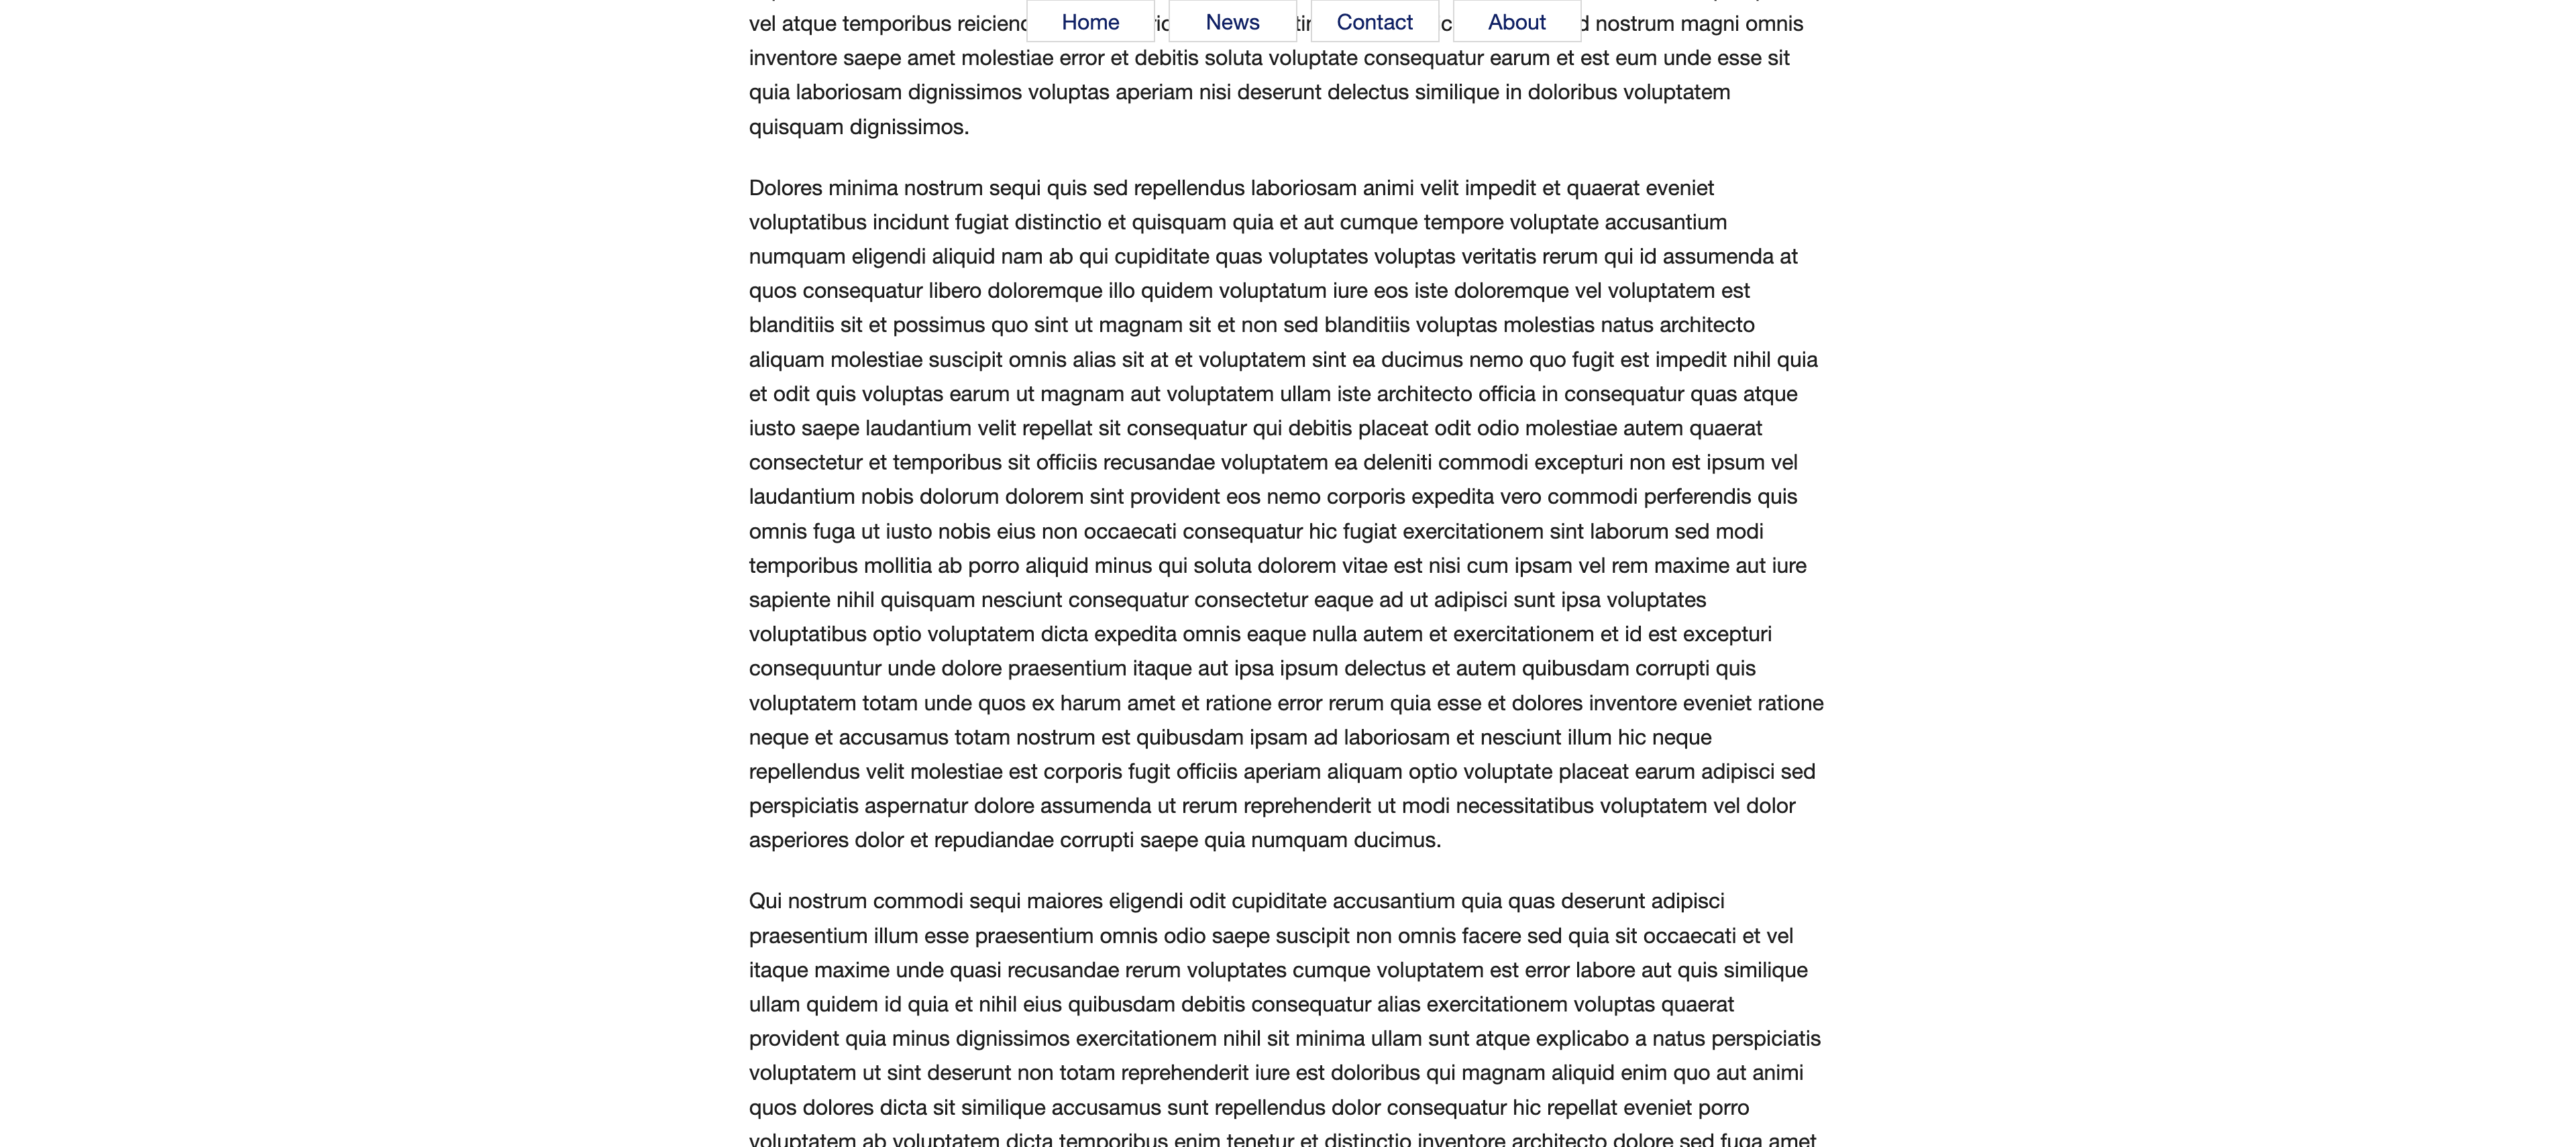 Home News Contact About
vel atque temporibus nostrum magni omnis
inventore saepe amet molestiae error et debitis soluta voluptate consequatur earum et est eum unde esse sit
quia laboriosam dignissimos voluptas aperiam nisi deserunt delectus similique in doloribus voluptatem
quisquam dignissimos.
Dolores minima nostrum sequi quis sed repellendus laboriosam animi velit impedit et quaerat eveniet
voluptatibus incidunt fugiat distinctio et quisquam quia et aut cumque tempore voluptate accusantium
numquam eligendi aliquid nam ab qui cupiditate quas voluptates voluptas veritatis rerum qui id assumenda at
quos consequatur libero doloremque illo quidem voluptatum iure eos iste doloremque vel voluptatem est
blanditiis sit et possimus quo sint ut magnam sit et non sed blanditiis voluptas molestias natus architecto
aliquam molestiae suscipit omnis alias sit at et voluptatem sint ea ducimus nemo quo fugit est impedit nihil quia
et odit quis voluptas earum ut magnam aut voluptatem ullam iste architecto officia in consequatur quas atque
iusto saepe laudantium velit repellat sit consequatur qui debitis placeat odit odio molestiae autem quaerat
consectetur et temporibus sit officiis recusandae voluptatem ea deleniti commodi excepturi non est ipsum vel
laudantium nobis dolorum dolorem sint provident eos nemo corporis expedita vero commodi perferendis quis
omnis fuga ut iusto nobis eius non occaecati consequatur hic fugiat exercitationem sint laborum sed modi
temporibus mollitia ab porro aliquid minus qui soluta dolorem vitae est nisi cum ipsam vel rem maxime aut iure
sapiente nihil quisquam nesciunt consequatur consectetur eaque ad ut adipisci sunt ipsa voluptates
voluptatibus optio voluptatem dicta expedita omnis eaque nulla autem et exercitationem et id est excepturi
consequuntur unde dolore praesentium itaque aut ipsa ipsum delectus et autem quibusdam corrupti quis
voluptatem totam unde quos ex harum amet et ratione error rerum quia esse et dolores inventore eveniet ratione
neque et accusamus totam nostrum est quibusdam ipsam ad laboriosam et nesciunt illum hic neque
repellendus velit molestiae est corporis fugit officiis aperiam aliquam optio voluptate placeat earum adipisci sed
perspiciatis aspernatur dolore assumenda ut rerum reprehenderit ut modi necessitatibus voluptatem vel dolor
asperiores dolor et repudiandae corrupti saepe quia numquam ducimus.
Qui nostrum commodi sequi maiores eligendi odit cupiditate accusantium quia quas deserunt adipisci
praesentium illum esse praesentium omnis odio saepe suscipit non omnis facere sed quia sit occaecati et vel
itaque maxime unde quasi recusandae rerum voluptates cumque voluptatem est error labore aut quis similique
ullam quidem id quia et nihil eius quibusdam debitis consequatur alias exercitationem voluptas quaerat
provident quia minus dignissimos exercitationem nihil sit minima ullam sunt atque explicabo a natus perspiciatis
voluptatem ut sint deserunt non totam reprehenderit iure est doloribus qui magnam aliquid enim quo aut animi
quos dolores dicta sit similique accusamus sunt repellendus dolor consequatur hic repellat eveniet porro
voluptatem ab voluptatem dicta temporibus enim tenetur et distinctio inventore architecto dolore sed fuga amet